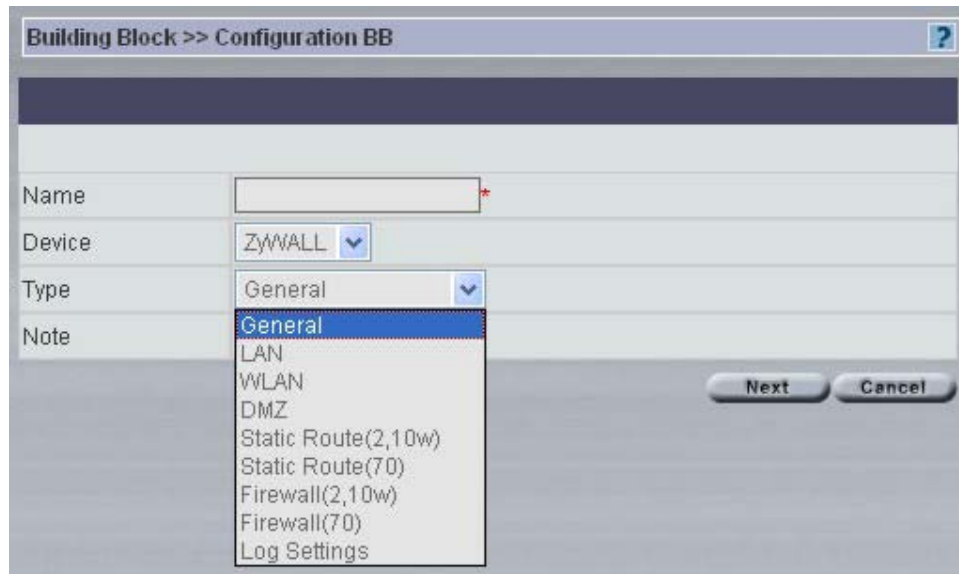 Building Block >> Configuration BB ?
Name *
Device ZyWALL
Type General
Note
General
LAN
WLAN
DMZ
Static Route(2,10w)
Static Route(70)
Firewall(2,10w)
Firewall(70)
Log Settings
Next Cancel